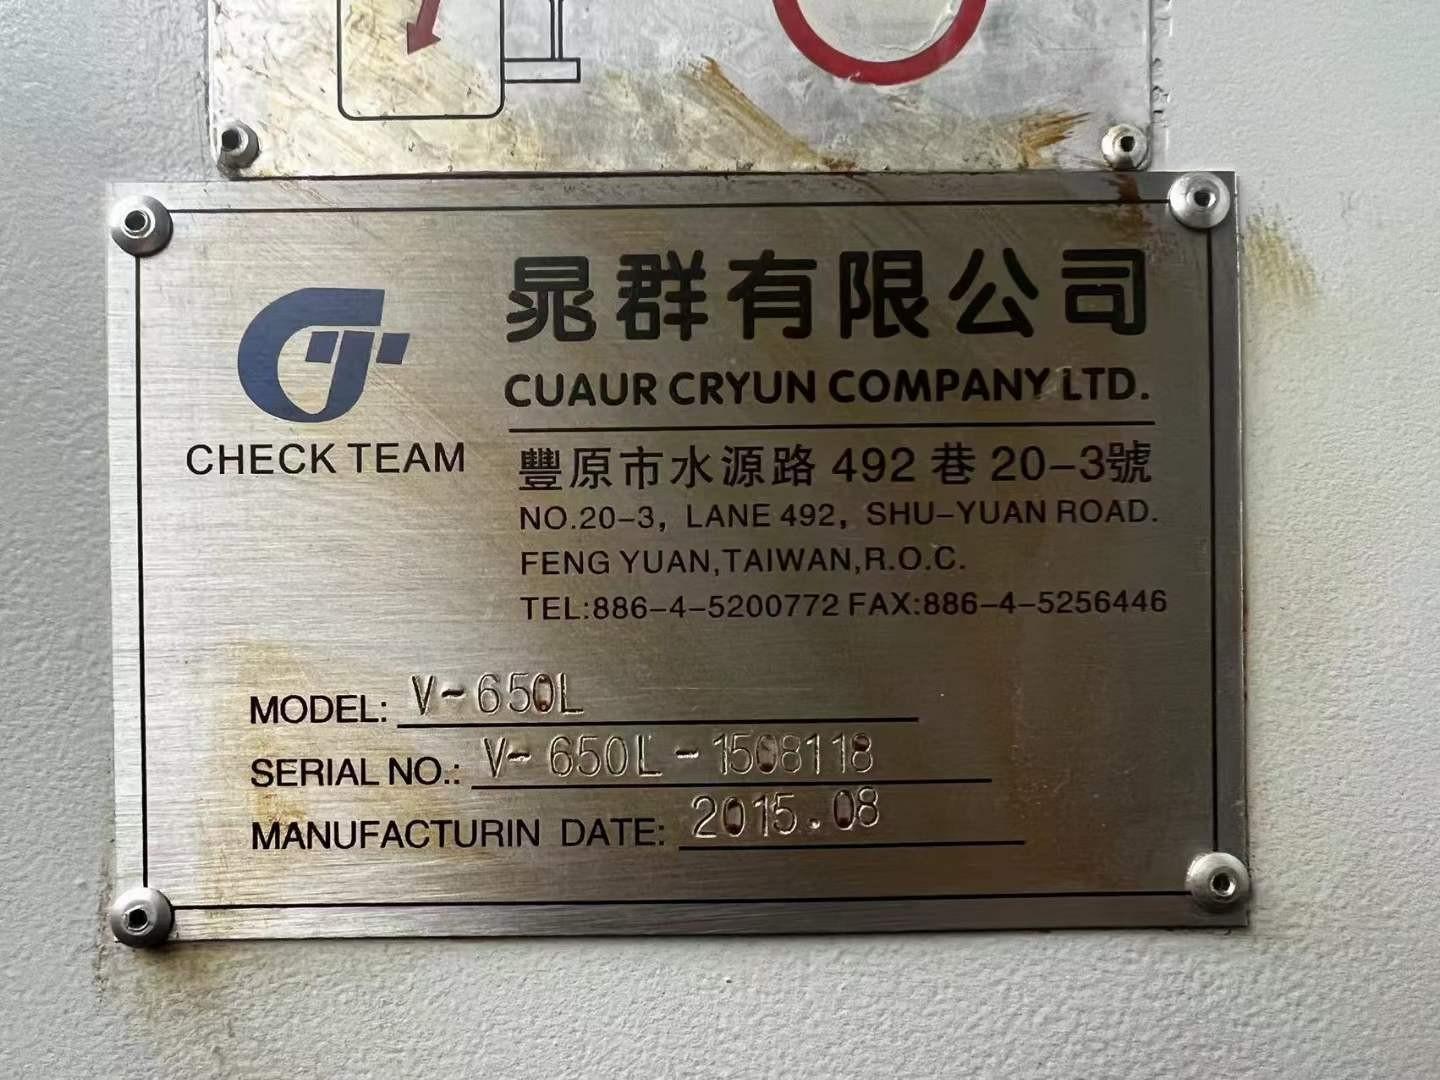 晁群有限公司
CUAUR CRYUN COMPANY LTD.
CHECK TEAM
豐原市水源路 492 巷 20-3號
NO.20-3, LANE 492, SHU-YUAN ROAD.
FENG YUAN,TAIWAN,R.O.C.
TEL:886-4-5200772 FAX:886-4-5256446
MODEL: V-650L
SERIAL NO.: V-650L-1508118
MANUFACTURIN DATE: 2015.08